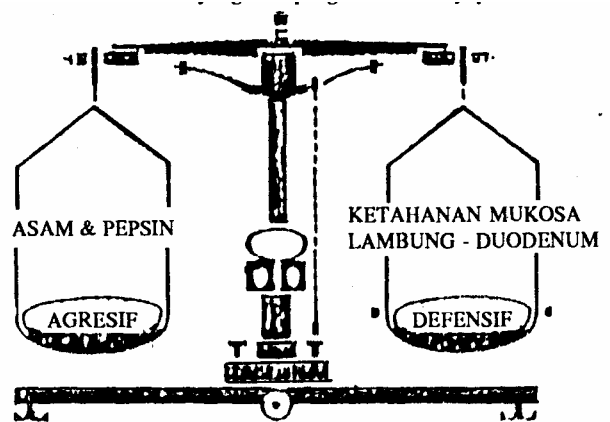 ASAM & PEPSIN
AGRESIF
KETAHANAN MUKOSA
LAMBUNG - DUODENUM
DEFENSIF